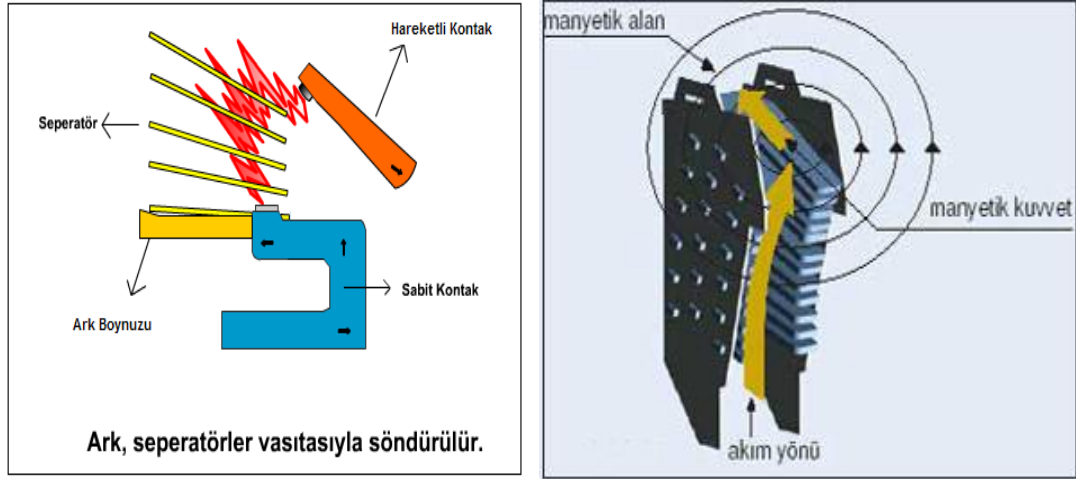 Hareketli Kontak
Seperatör
Sabit Kontak
Ark Boynuzu
Ark, seperatörler vasıtasıyla söndürülür.
manyetik alan
manyetik kuvvet
akım yönü